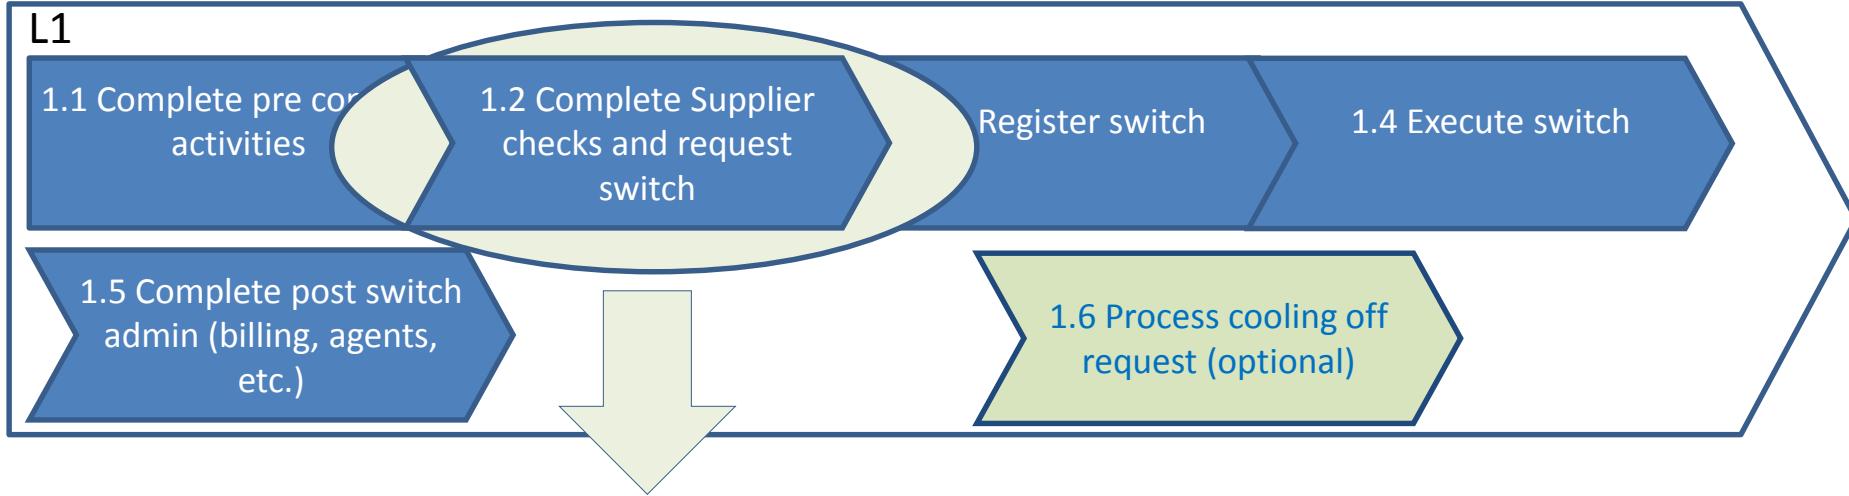 L1
1.1 Complete pre
activities
1.2 Complete Supplier
checks and request
switch
Register switch
1.4 Execute switch
1.5 Complete post switch
admin (billing, agents,
etc.)
1.6 Process cooling off
request (optional)